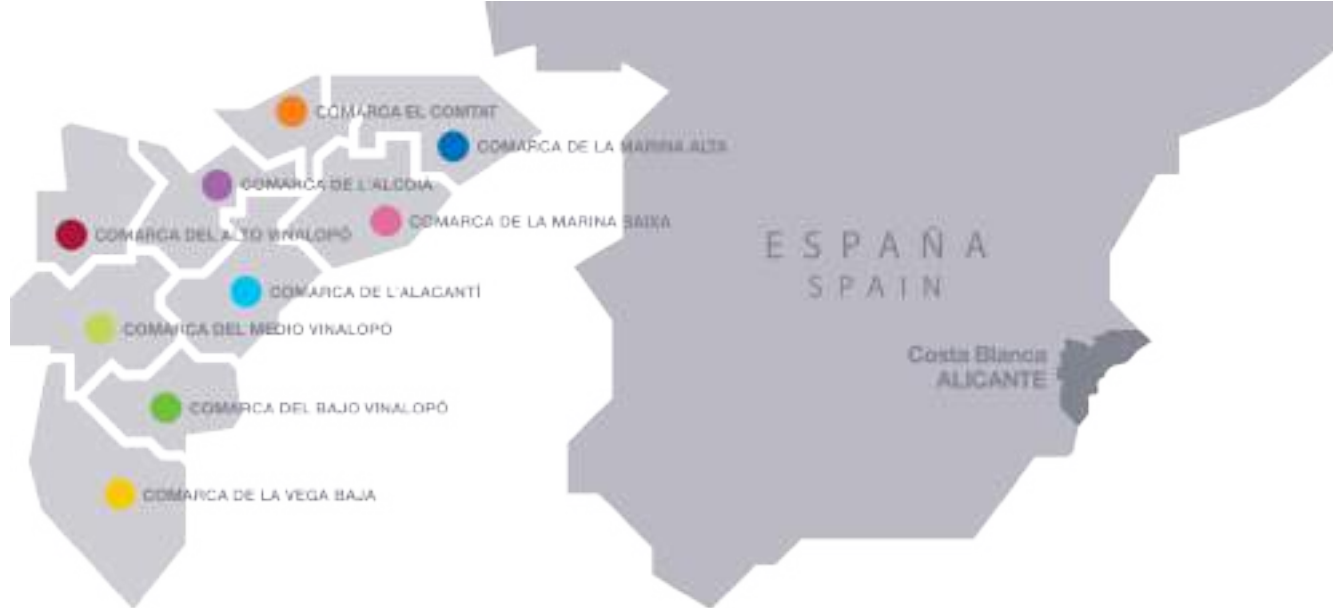 COMARCA EL COMTAT
COMARCA DE LA MARINA ALTA
COMARCA DE L'ALCOIÀ
COMARCA DE LA MARINA BAIXA
COMARCA DEL ALTO VINALOPÓ
COMARCA DE L'ALACANTÍ
COMARCA DEL MEDIO VINALOPÓ
COMARCA DEL BAJO VINALOPÓ
COMARCA DE LA VEGA BAJA
ESPAÑA
SPAIN
Costa Blanca
ALICANTE